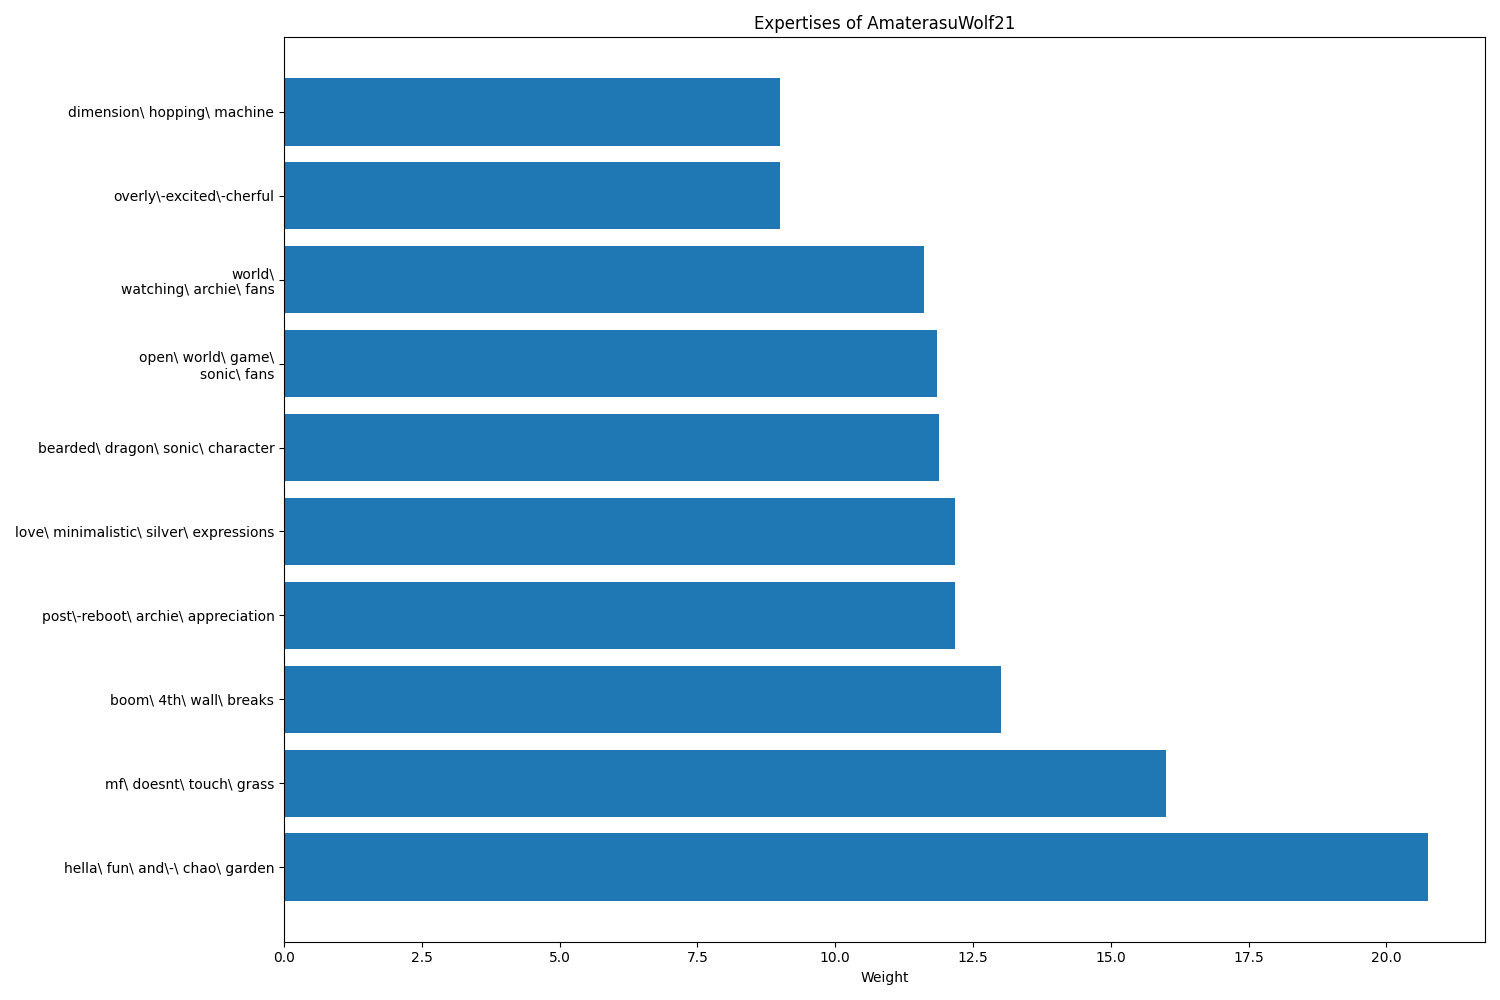 Expertises of AmaterasuWolf21
dimension\ hopping\ machine
overly\-excited\-cherful
world\
watching\ archie\ fans
open\ world\ game\
sonic\ fans
bearded\ dragon\ sonic\ character
love\ minimalistic\ silver\ expressions
post\-reboot\ archie\ appreciation
boom\ 4th\ wall\ breaks
mf\ doesnt\ touch\ grass
hella\ fun\ and\-\ chao\ garden
0.0 2.5 5.0 7.5 10.0 12.5 15.0 17.5 20.0
Weight